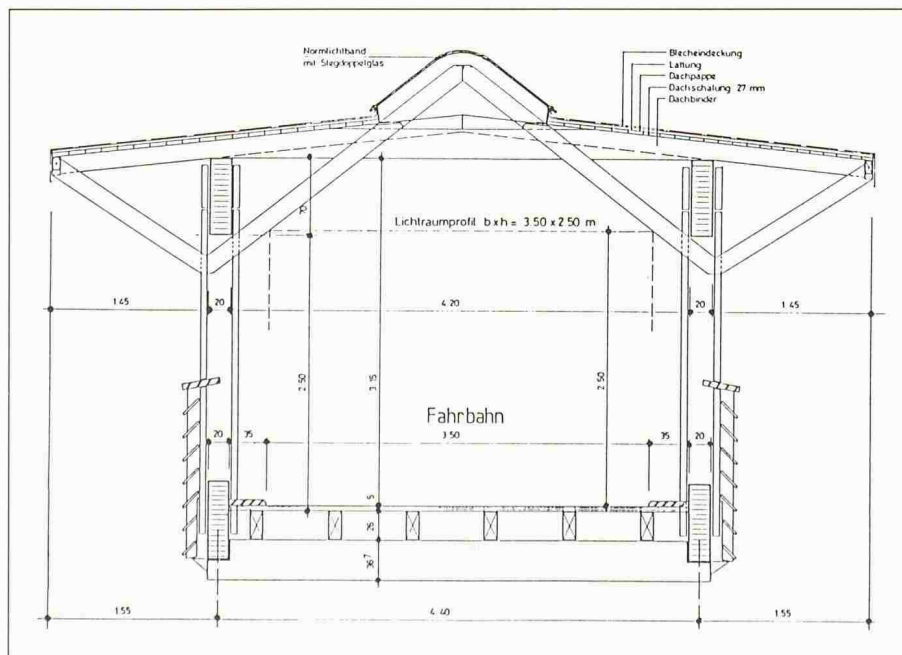 Normlichtband
mit Stegdoppelglas
Blecheindeckung
Lattung
Dachpappe
Dachschalung 27 mm
Dachbinder
Lichtraumprofil b x h = 3.50 x 2.50 m
1.45
20
4.20
20
1.45
2.50
3.15
2.50
Fahrbahn
20
35
3.50
35
20
5
25
36⁷
1.55
4.40
1.55